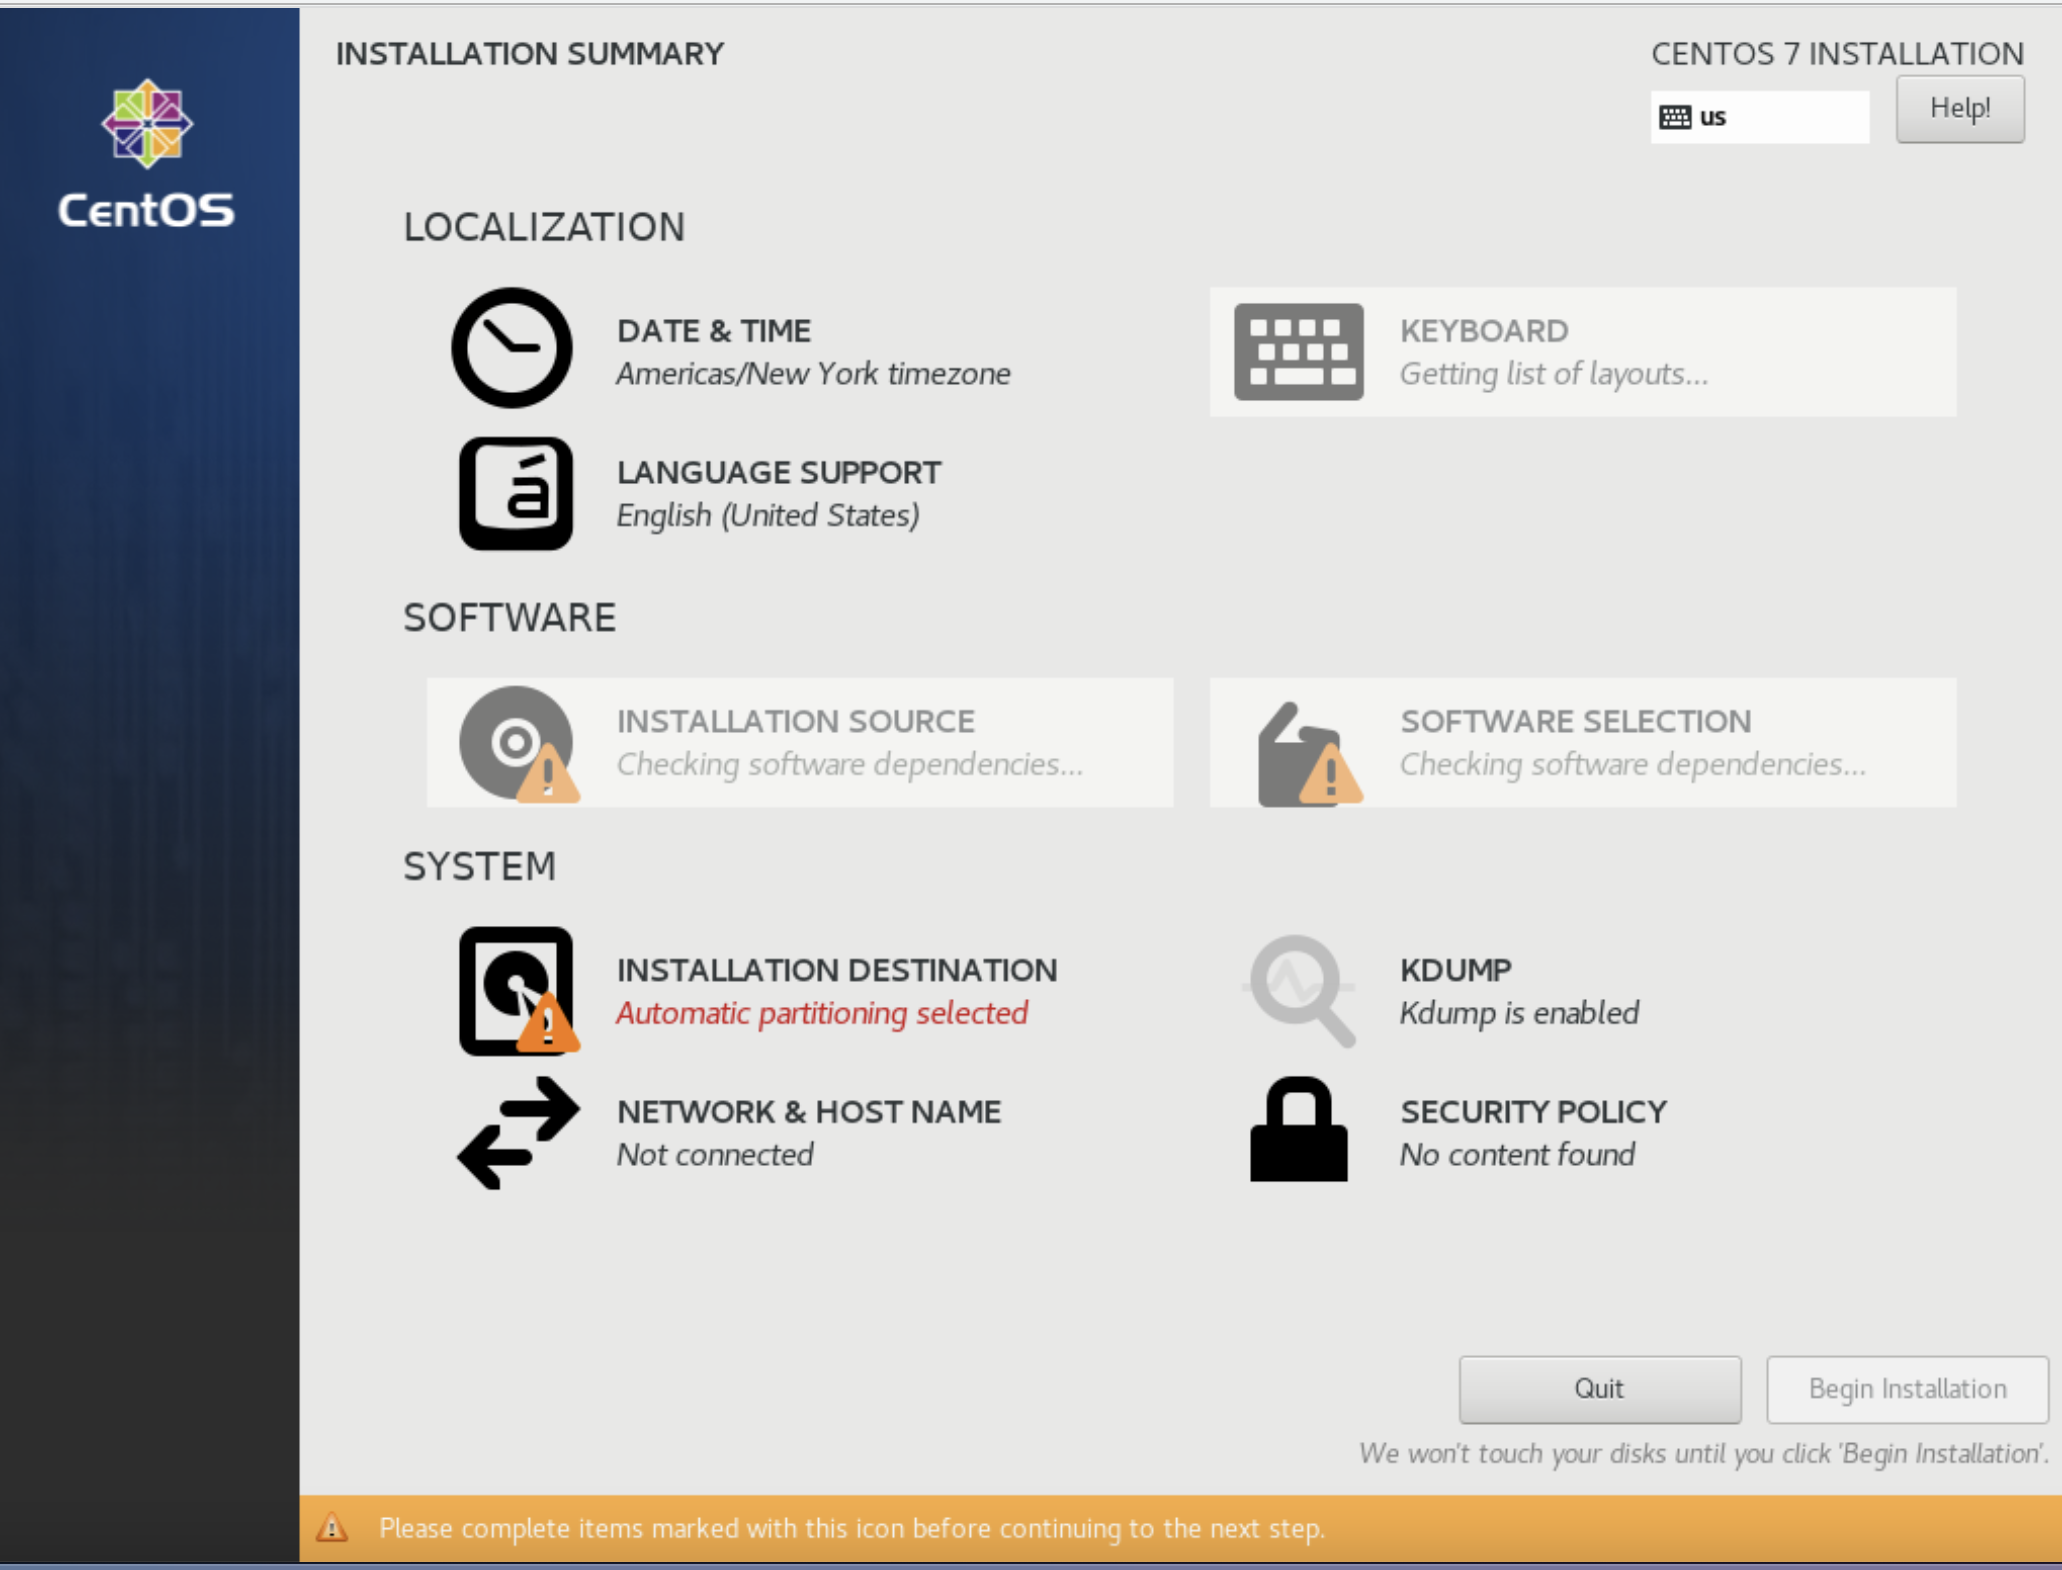 CentOS
INSTALLATION SUMMARY
CENTOS 7 INSTALLATION
us
Help!
LOCALIZATION
DATE & TIME
Americas/New York timezone
KEYBOARD
Getting list of layouts...
á
LANGUAGE SUPPORT
English (United States)
SOFTWARE
INSTALLATION SOURCE
Checking software dependencies...
SOFTWARE SELECTION
Checking software dependencies...
SYSTEM
INSTALLATION DESTINATION
Automatic partitioning selected
KDUMP
Kdump is enabled
NETWORK & HOST NAME
Not connected
SECURITY POLICY
No content found
Quit
Begin Installation
We won't touch your disks until you click 'Begin Installation'.
Please complete items marked with this icon before continuing to the next step.